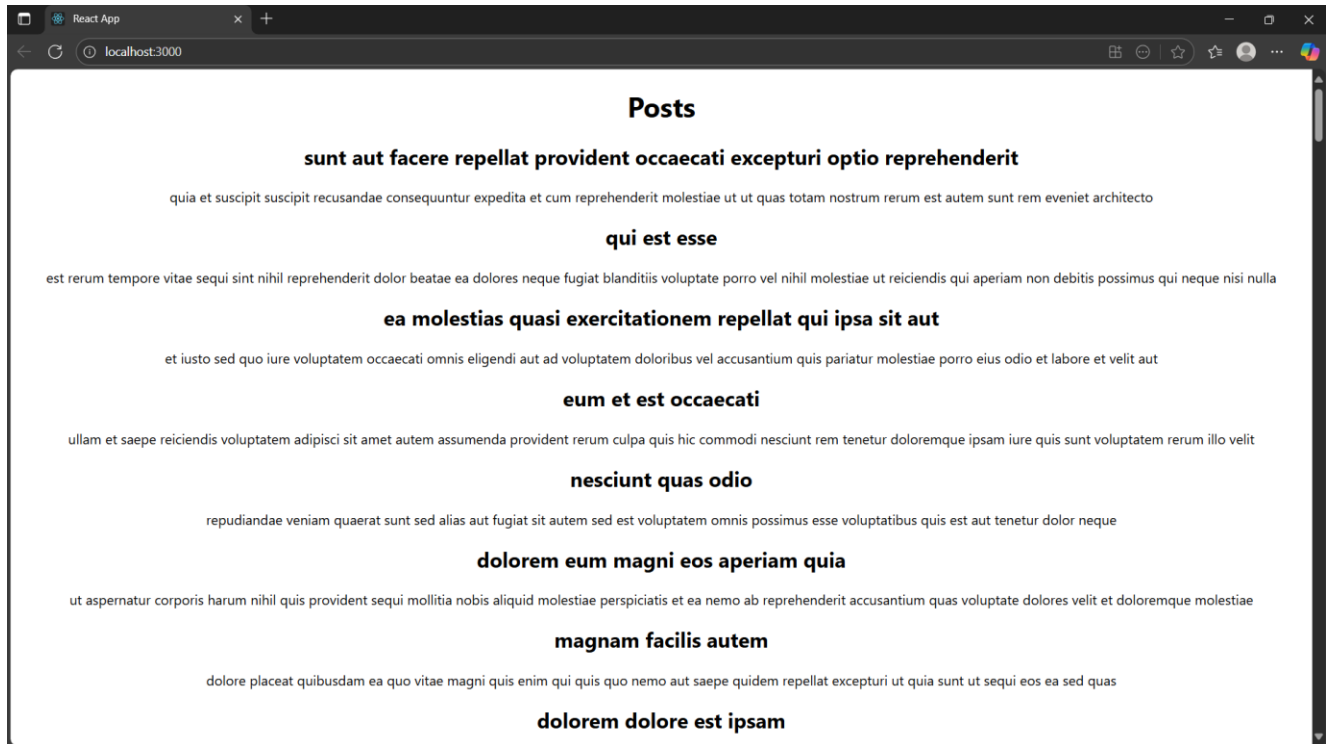 React App
localhost:3000
Posts
sunt aut facere repellat provident occaecati excepturi optio reprehenderit
quia et suscipit suscipit recusandae consequuntur expedita et cum reprehenderit molestiae ut ut quas totam nostrum rerum est autem sunt rem eveniet architecto
qui est esse
est rerum tempore vitae sequi sint nihil reprehenderit dolor beatae ea dolores neque fugiat blanditiis voluptate porro vel nihil molestiae ut reiciendis qui aperiam non debitis possimus qui neque nisi nulla
ea molestias quasi exercitationem repellat qui ipsa sit aut
et iusto sed quo iure voluptatem occaecati omnis eligendi aut ad voluptatem doloribus vel accusantium quis pariatur molestiae porro eius odio et labore et velit aut
eum et est occaecati
ullam et saepe reiciendis voluptatem adipisci sit amet autem assumenda provident rerum culpa quis hic commodi nesciunt rem tenetur doloremque ipsam iure quis sunt voluptatem rerum illo velit
nesciunt quas odio
repudiandae veniam quaerat sunt sed alias aut fugiat sit autem sed est voluptatem omnis possimus esse voluptatibus quis est aut tenetur dolor neque
dolorem eum magni eos aperiam quia
ut aspernatur corporis harum nihil quis provident sequi mollitia nobis aliquid molestiae perspiciatis et ea nemo ab reprehenderit accusantium quas voluptate dolores velit et doloremque molestiae
magnam facilis autem
dolore placeat quibusdam ea quo vitae magni quis enim qui quis quo nemo aut saepe quidem repellat excepturi ut quia sunt ut sequi eos ea sed quas
dolorem dolore est ipsam